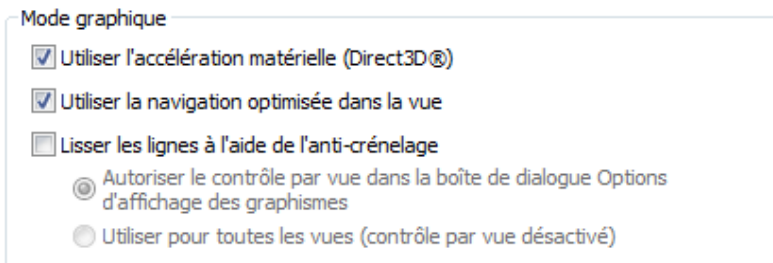 Mode graphique
Utiliser l'accélération matérielle (Direct3D®)
Utiliser la navigation optimisée dans la vue
Lisser les lignes à l'aide de l'anti-crénelage
Autoriser le contrôle par vue dans la boîte de dialogue Options
d'affichage des graphismes
Utiliser pour toutes les vues (contrôle par vue désactivé)